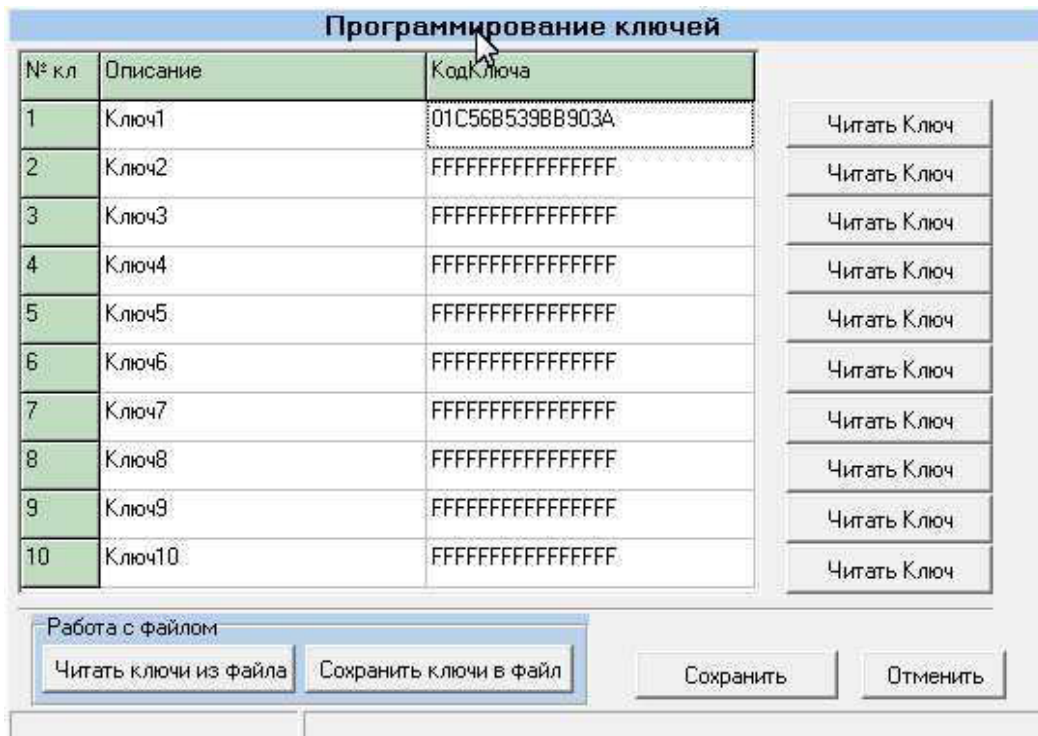 Программирование ключей
№ кл Описание КодКлюча
1 Ключ1 01C56B539BB903A Читать Ключ
2 Ключ2 FFFFFFFFFFFFFFFF Читать Ключ
3 Ключ3 FFFFFFFFFFFFFFFF Читать Ключ
4 Ключ4 FFFFFFFFFFFFFFFF Читать Ключ
5 Ключ5 FFFFFFFFFFFFFFFF Читать Ключ
6 Ключ6 FFFFFFFFFFFFFFFF Читать Ключ
7 Ключ7 FFFFFFFFFFFFFFFF Читать Ключ
8 Ключ8 FFFFFFFFFFFFFFFF Читать Ключ
9 Ключ9 FFFFFFFFFFFFFFFF Читать Ключ
10 Ключ10 FFFFFFFFFFFFFFFF Читать Ключ
Работа с файлом
Читать ключи из файла Сохранить ключи в файл Сохранить Отменить